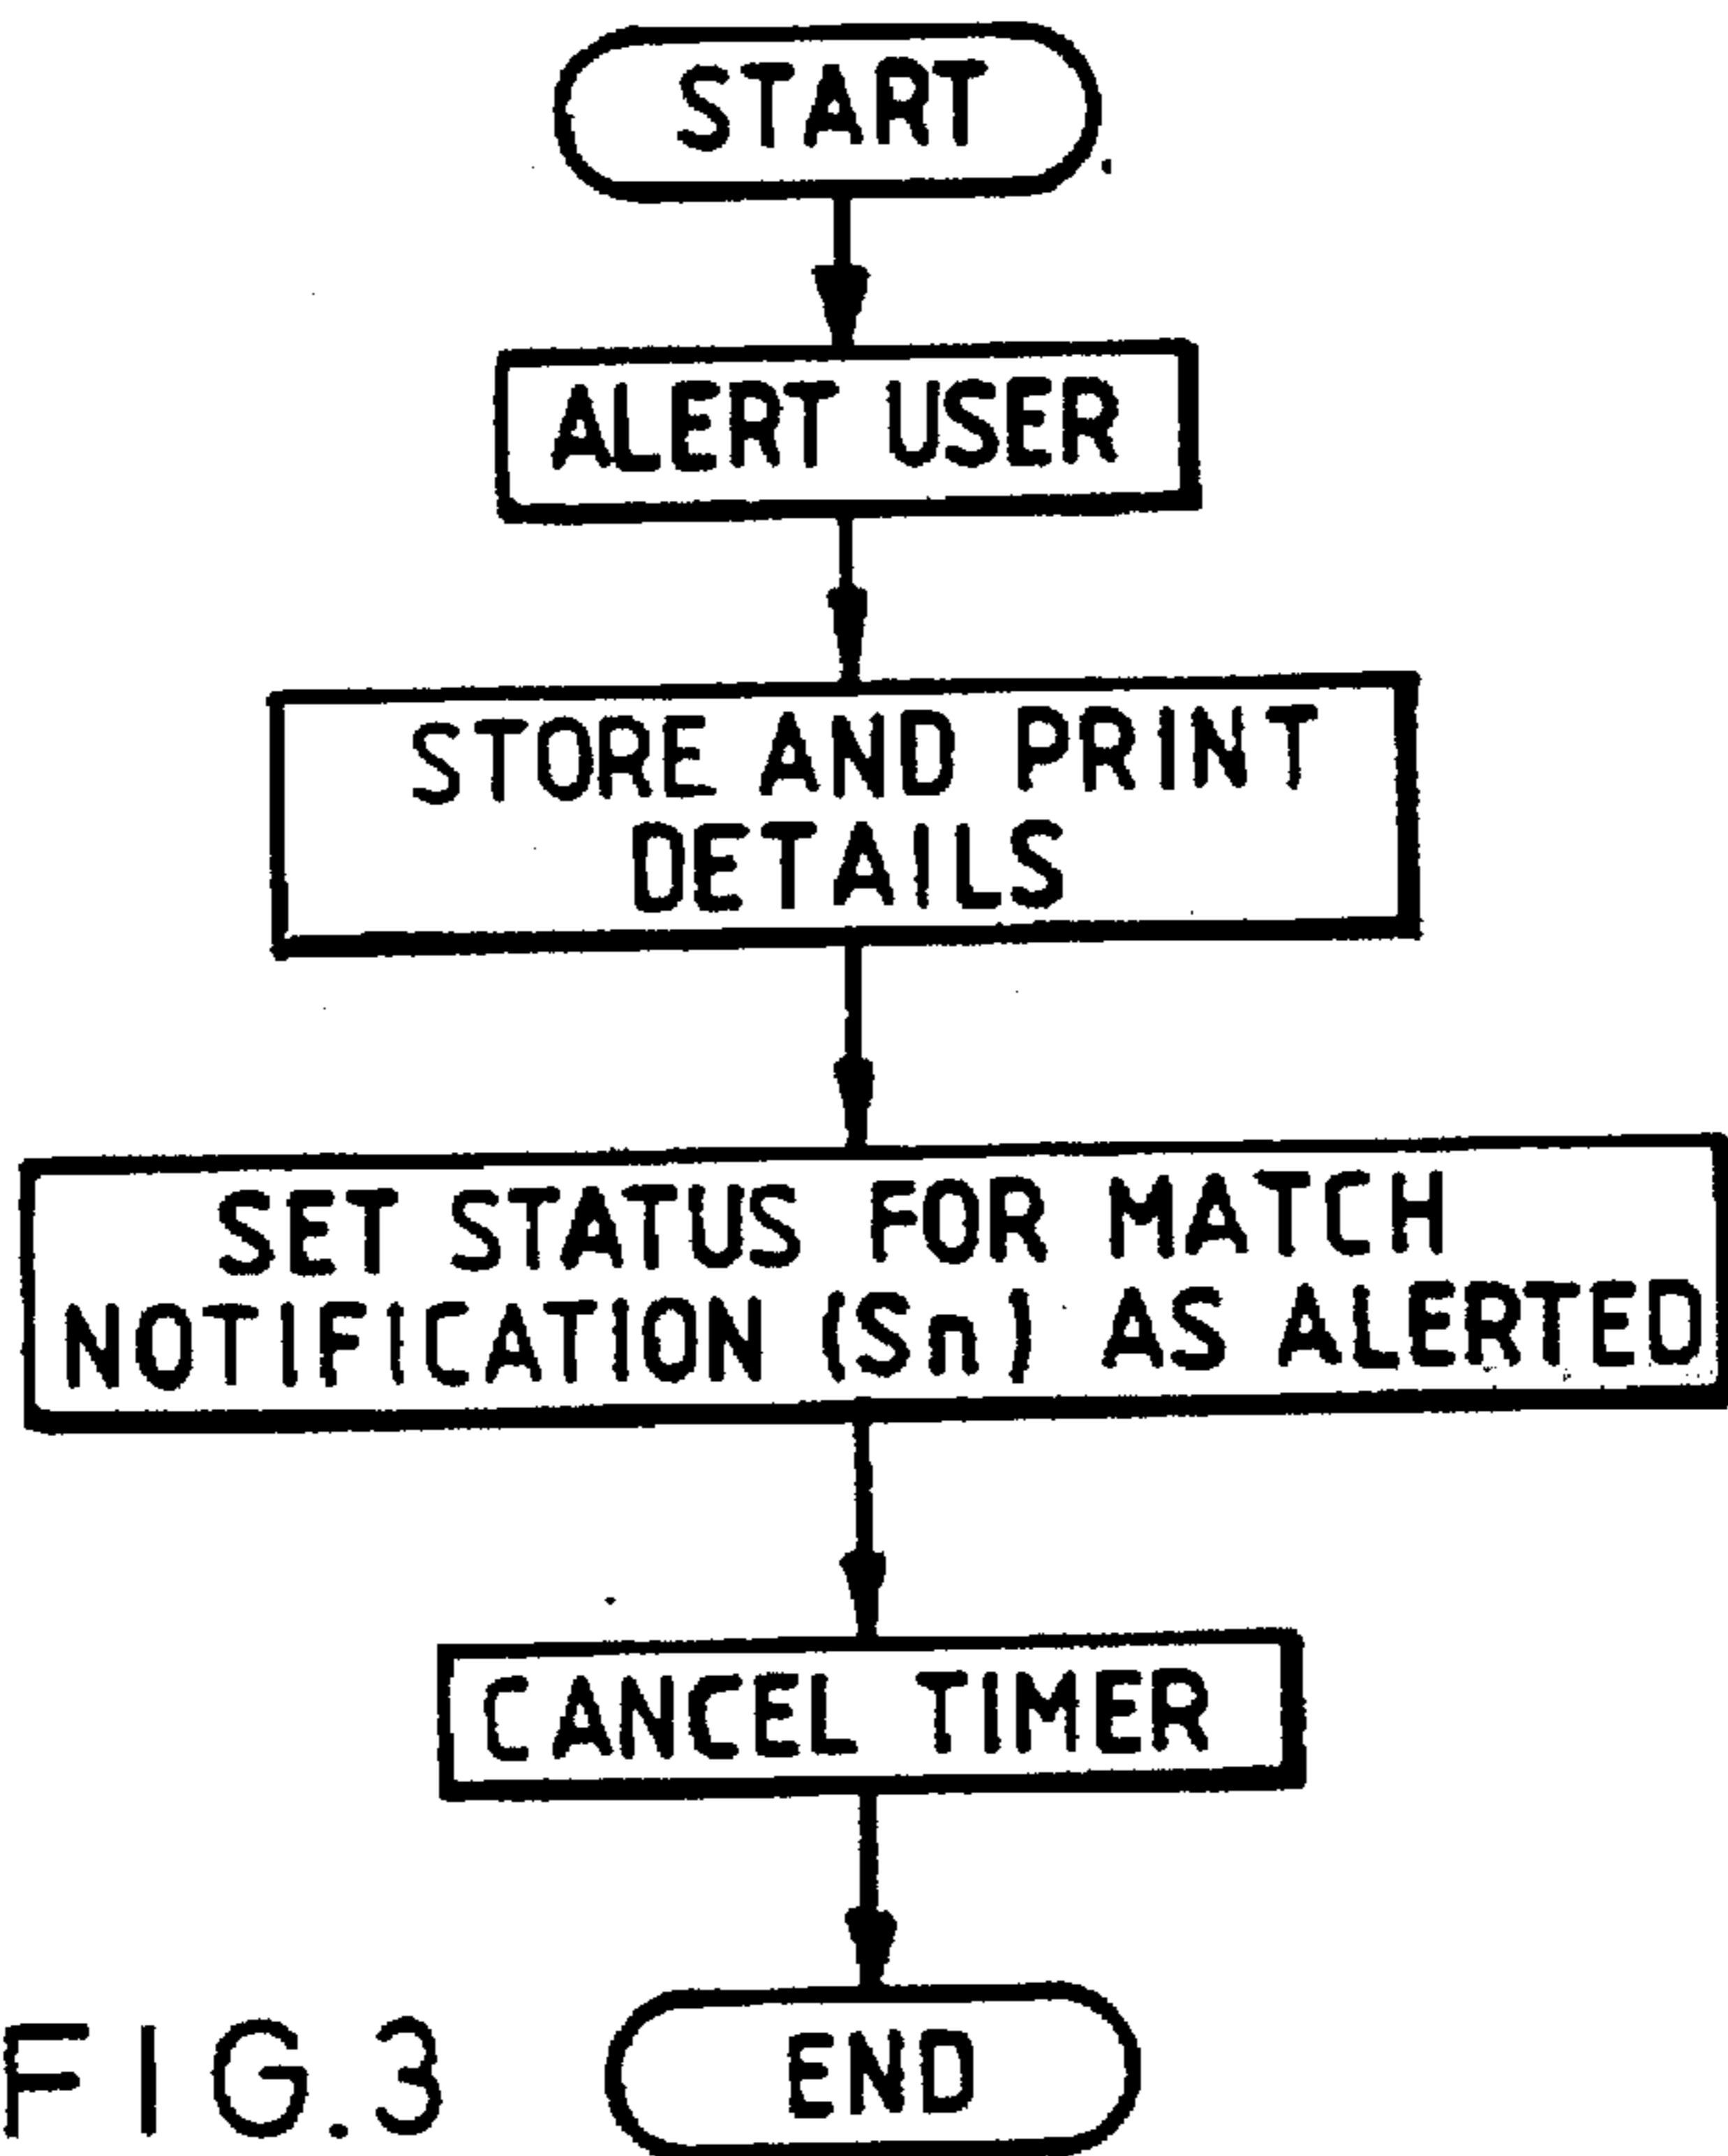 START
ALERT USER
STORE AND PRINT
DETAILS
SET STATUS FOR MATCH
NOTIFICATION (Sn) AS ALERTED
CANCEL TIMER
END
FIG.3